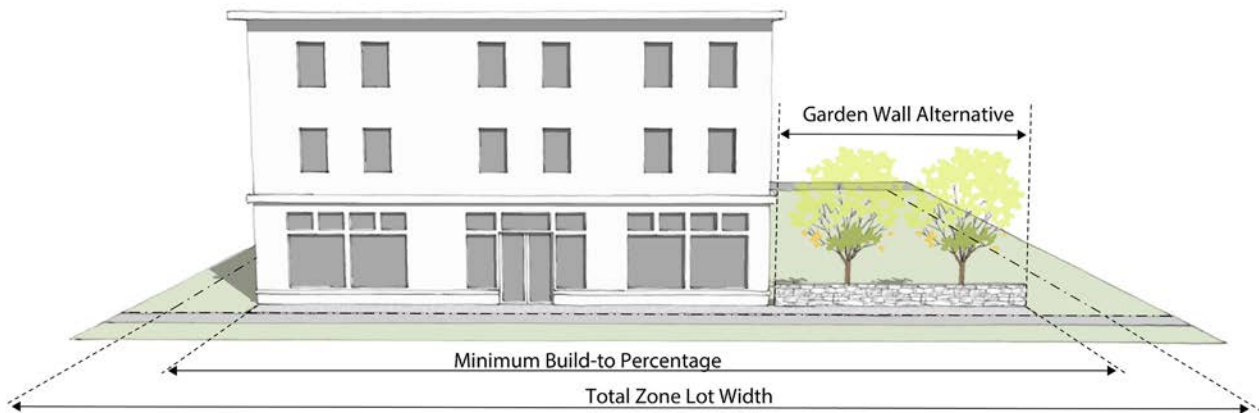 Garden Wall Alternative
Minimum Build-to Percentage
Total Zone Lot Width